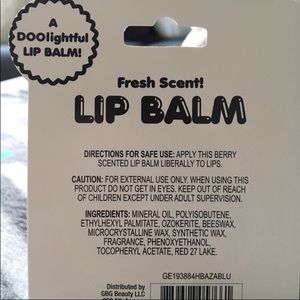 A
DOOlightful
LIP BALM!
Fresh Scent!
LIP BALM
DIRECTIONS FOR SAFE USE: APPLY THIS BERRY
SCENTED LIP BALM LIBERALLY TO LIPS.
CAUTION: FOR EXTERNAL USE ONLY. WHEN USING THIS
PRODUCT DO NOT GET IN EYES. KEEP OUT OF REACH
OF CHILDREN EXCEPT UNDER ADULT SUPERVISION.
INGREDIENTS: MINERAL OIL, POLYISOBUTENE,
ETHYLHEXYL PALMITATE, OZOKERITE, BEESWAX,
MICROCRYSTALLINE WAX, SYNTHETIC WAX,
FRAGRANCE, PHENOXYETHANOL,
TOCOPHERYL ACETATE, RED 27 LAKE.
GE193884HBAZABLU
Distributed by
GBG Beauty LLC